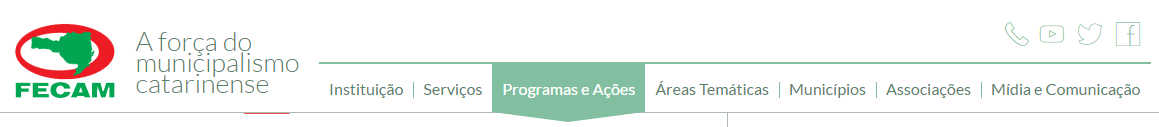 A força do
municipalismo
catarinense
FECAM
Instituição
Serviços
Programas e Ações
Áreas Temáticas
Municípios
Associações
Mídia e Comunicação